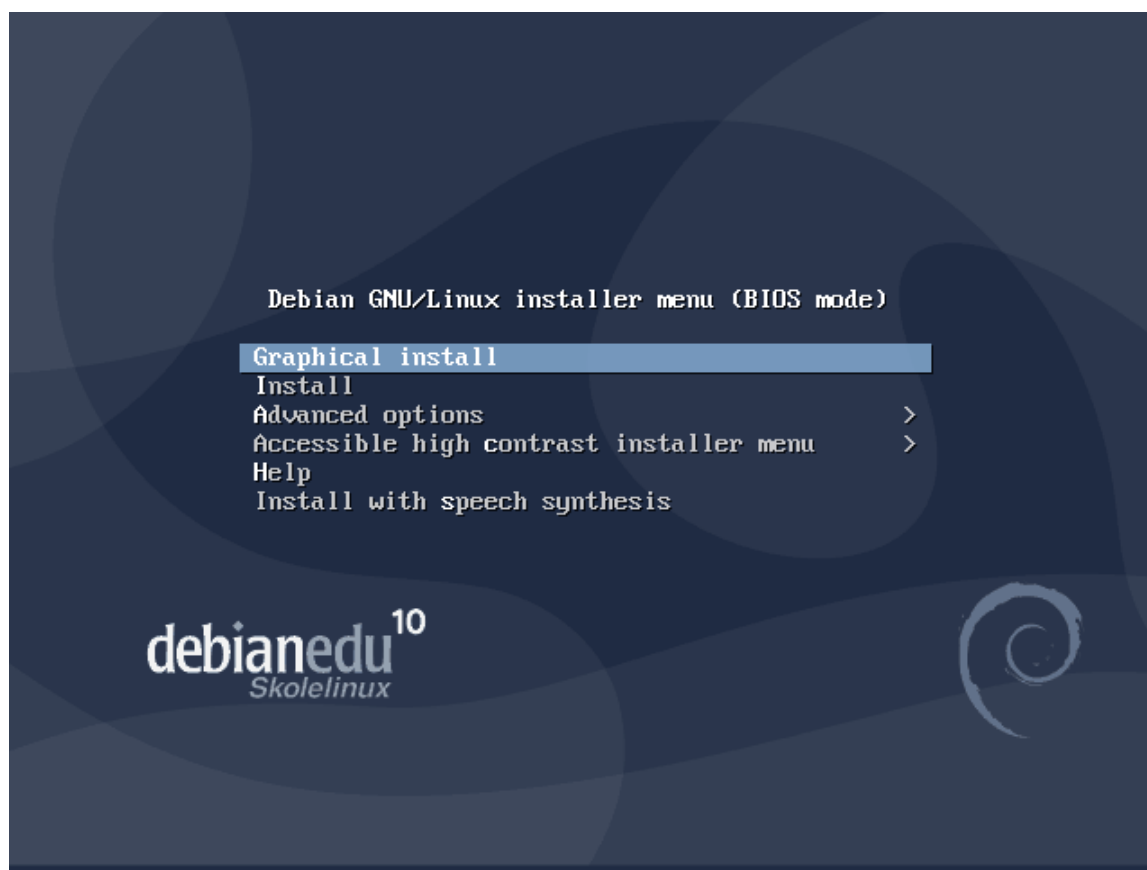 Debian GNU/Linux installer menu (BIOS mode)
Graphical install
Install
Advanced options >
Accessible high contrast installer menu >
Help
Install with speech synthesis
debianedu 10
Skolelinux